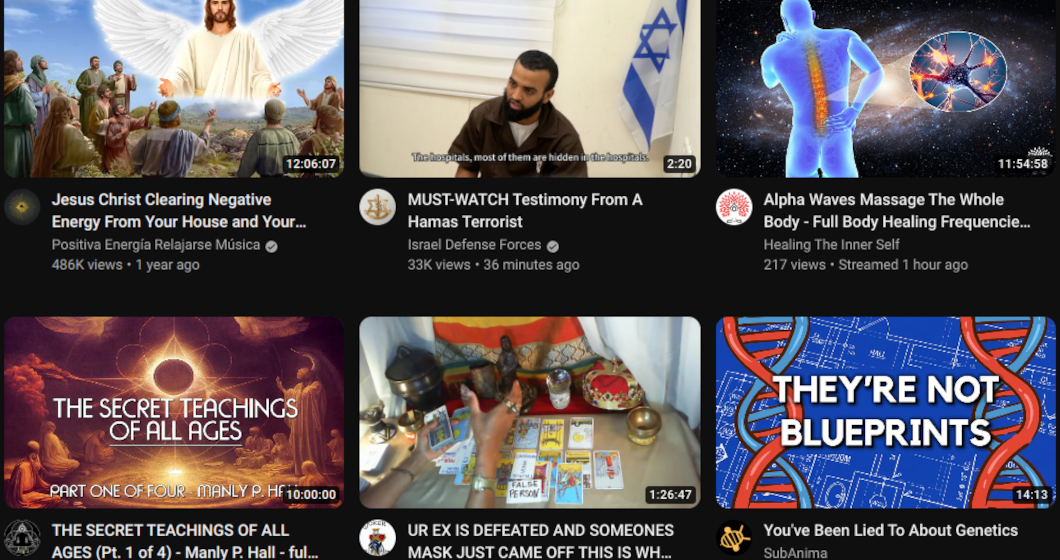 12:06:07
The hospitals, most of them are hidden in the hospitals.
2:20
11:54:58
Jesus Christ Clearing Negative
Energy From Your House and Your...
Positiva Energía Relajarse Música
486K views • 1 year ago
MUST-WATCH Testimony From A
Hamas Terrorist
Israel Defense Forces
33K views • 36 minutes ago
Alpha Waves Massage The Whole
Body - Full Body Healing Frequencie...
Healing The Inner Self
217 views • Streamed 1 hour ago
THE SECRET TEACHINGS
OF ALL AGES
PART ONE OF FOUR - MANLY P.
10:00:00
FALSE
PERSON
1:26:47
HALL
THEY'RE NOT
BLUEPRINTS
14:13
THE SECRET TEACHINGS OF ALL
AGES (Pt. 1 of 4) - Manly P. Hall - ful...
UR EX IS DEFEATED AND SOMEONES
MASK JUST CAME OFF THIS IS WH...
You've Been Lied To About Genetics
SubAnima